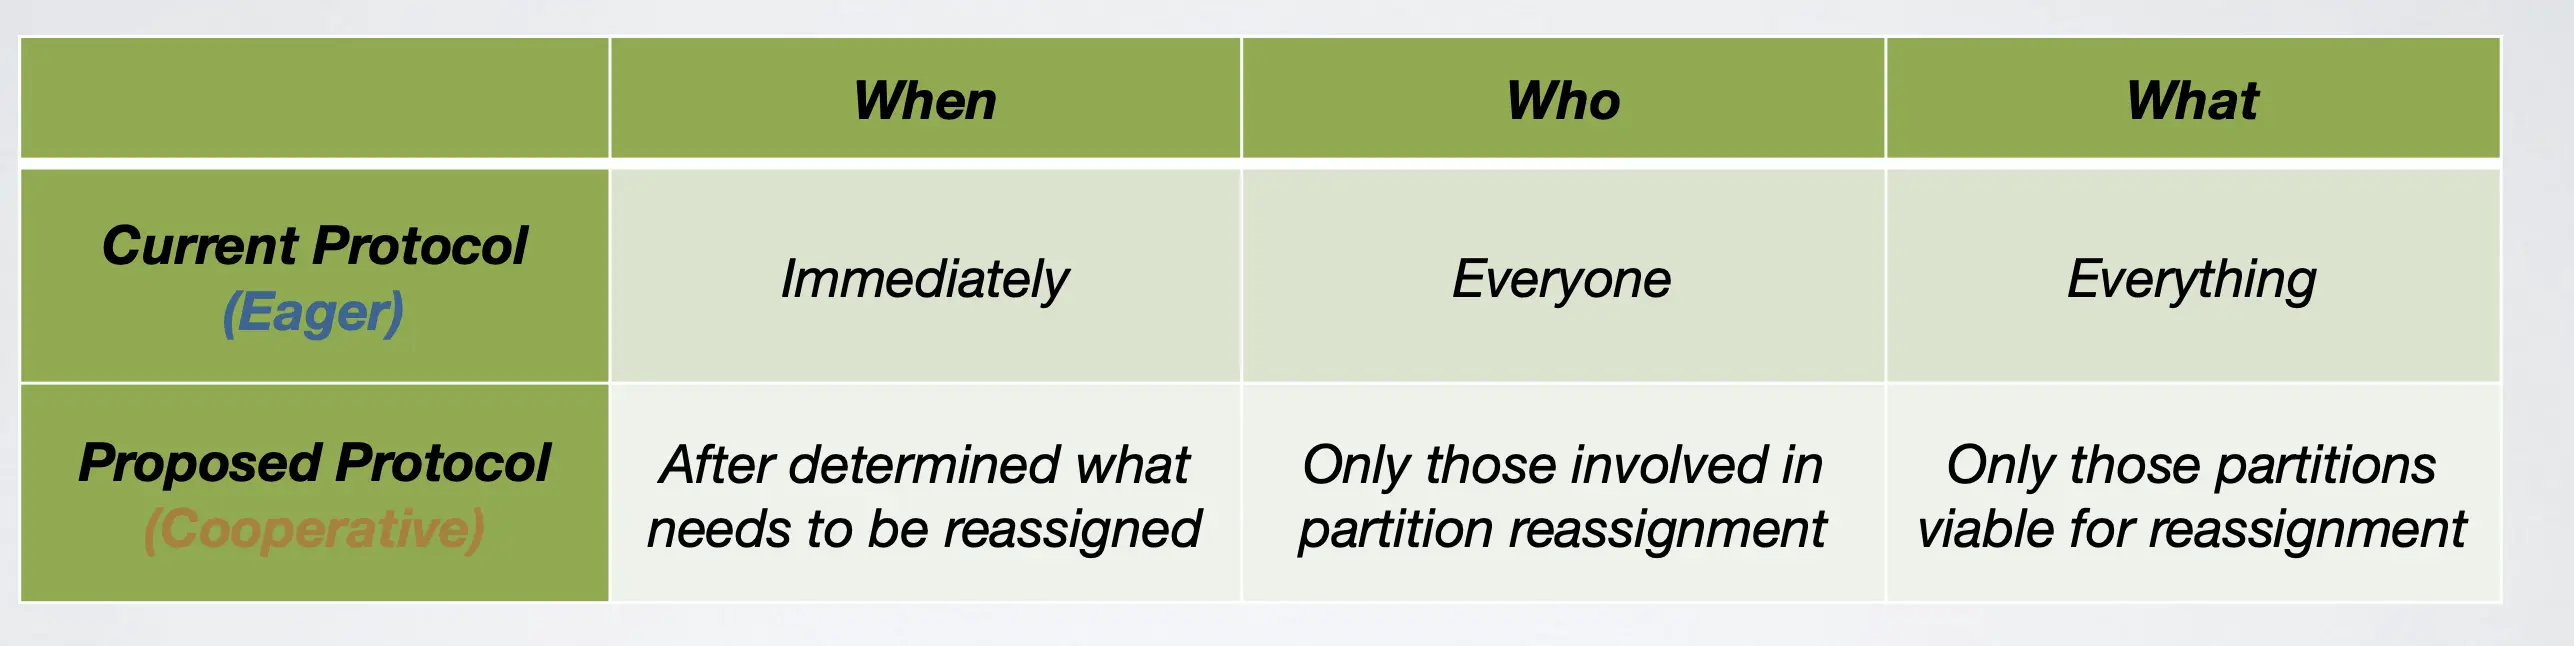 When
Who
What
Current Protocol
(Eager)
Immediately
Everyone
Everything
Proposed Protocol
(Cooperative)
After determined what
needs to be reassigned
Only those involved in
partition reassignment
Only those partitions
viable for reassignment